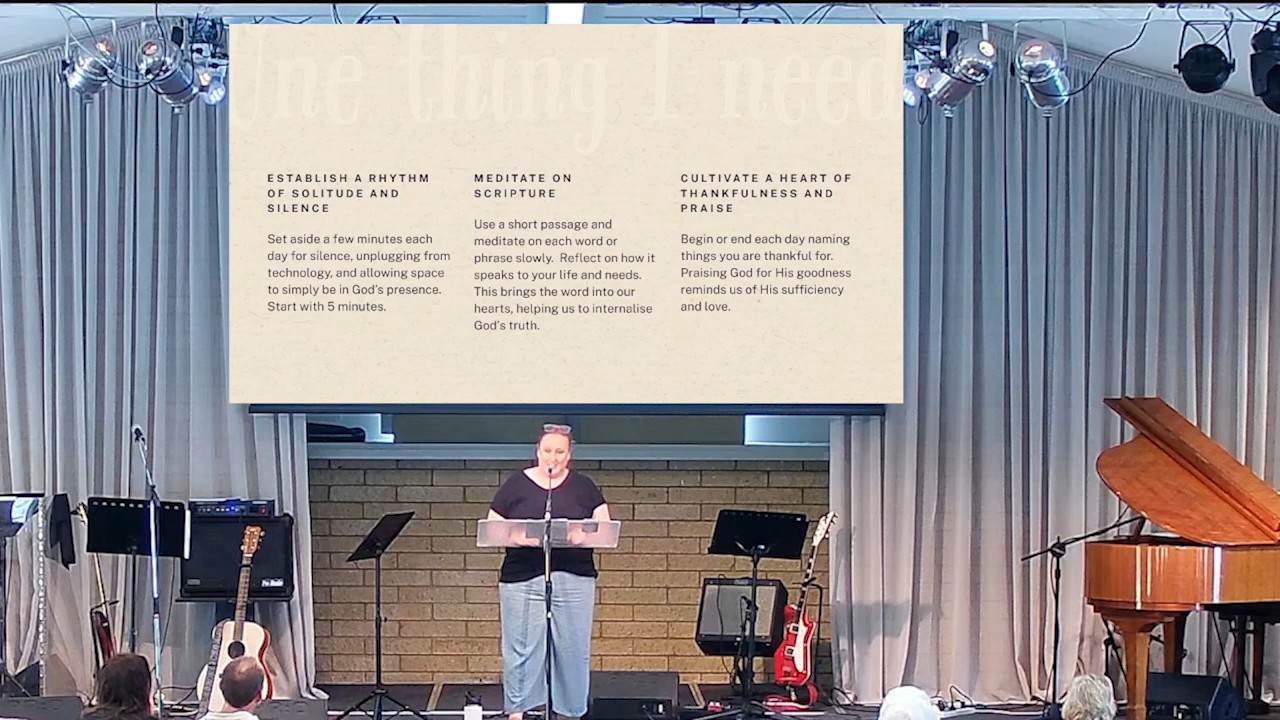 One thing I need
ESTABLISH A RHYTHM
OF SOLITUDE AND
SILENCE
Set aside a few minutes each
day for silence, unplugging from
technology, and allowing space
to simply be in God's presence.
Start with 5 minutes.
MEDITATE ON
SCRIPTURE
Use a short passage and
meditate on each word or
phrase slowly.  Reflect on how it
speaks to your life and needs.
This brings the word into our
hearts, helping us to internalise
God's truth.
CULTIVATE A HEART OF
THANKFULNESS AND
PRAISE
Begin or end each day naming
things you are thankful for.
Praising God for His goodness
reminds us of His sufficiency
and love.